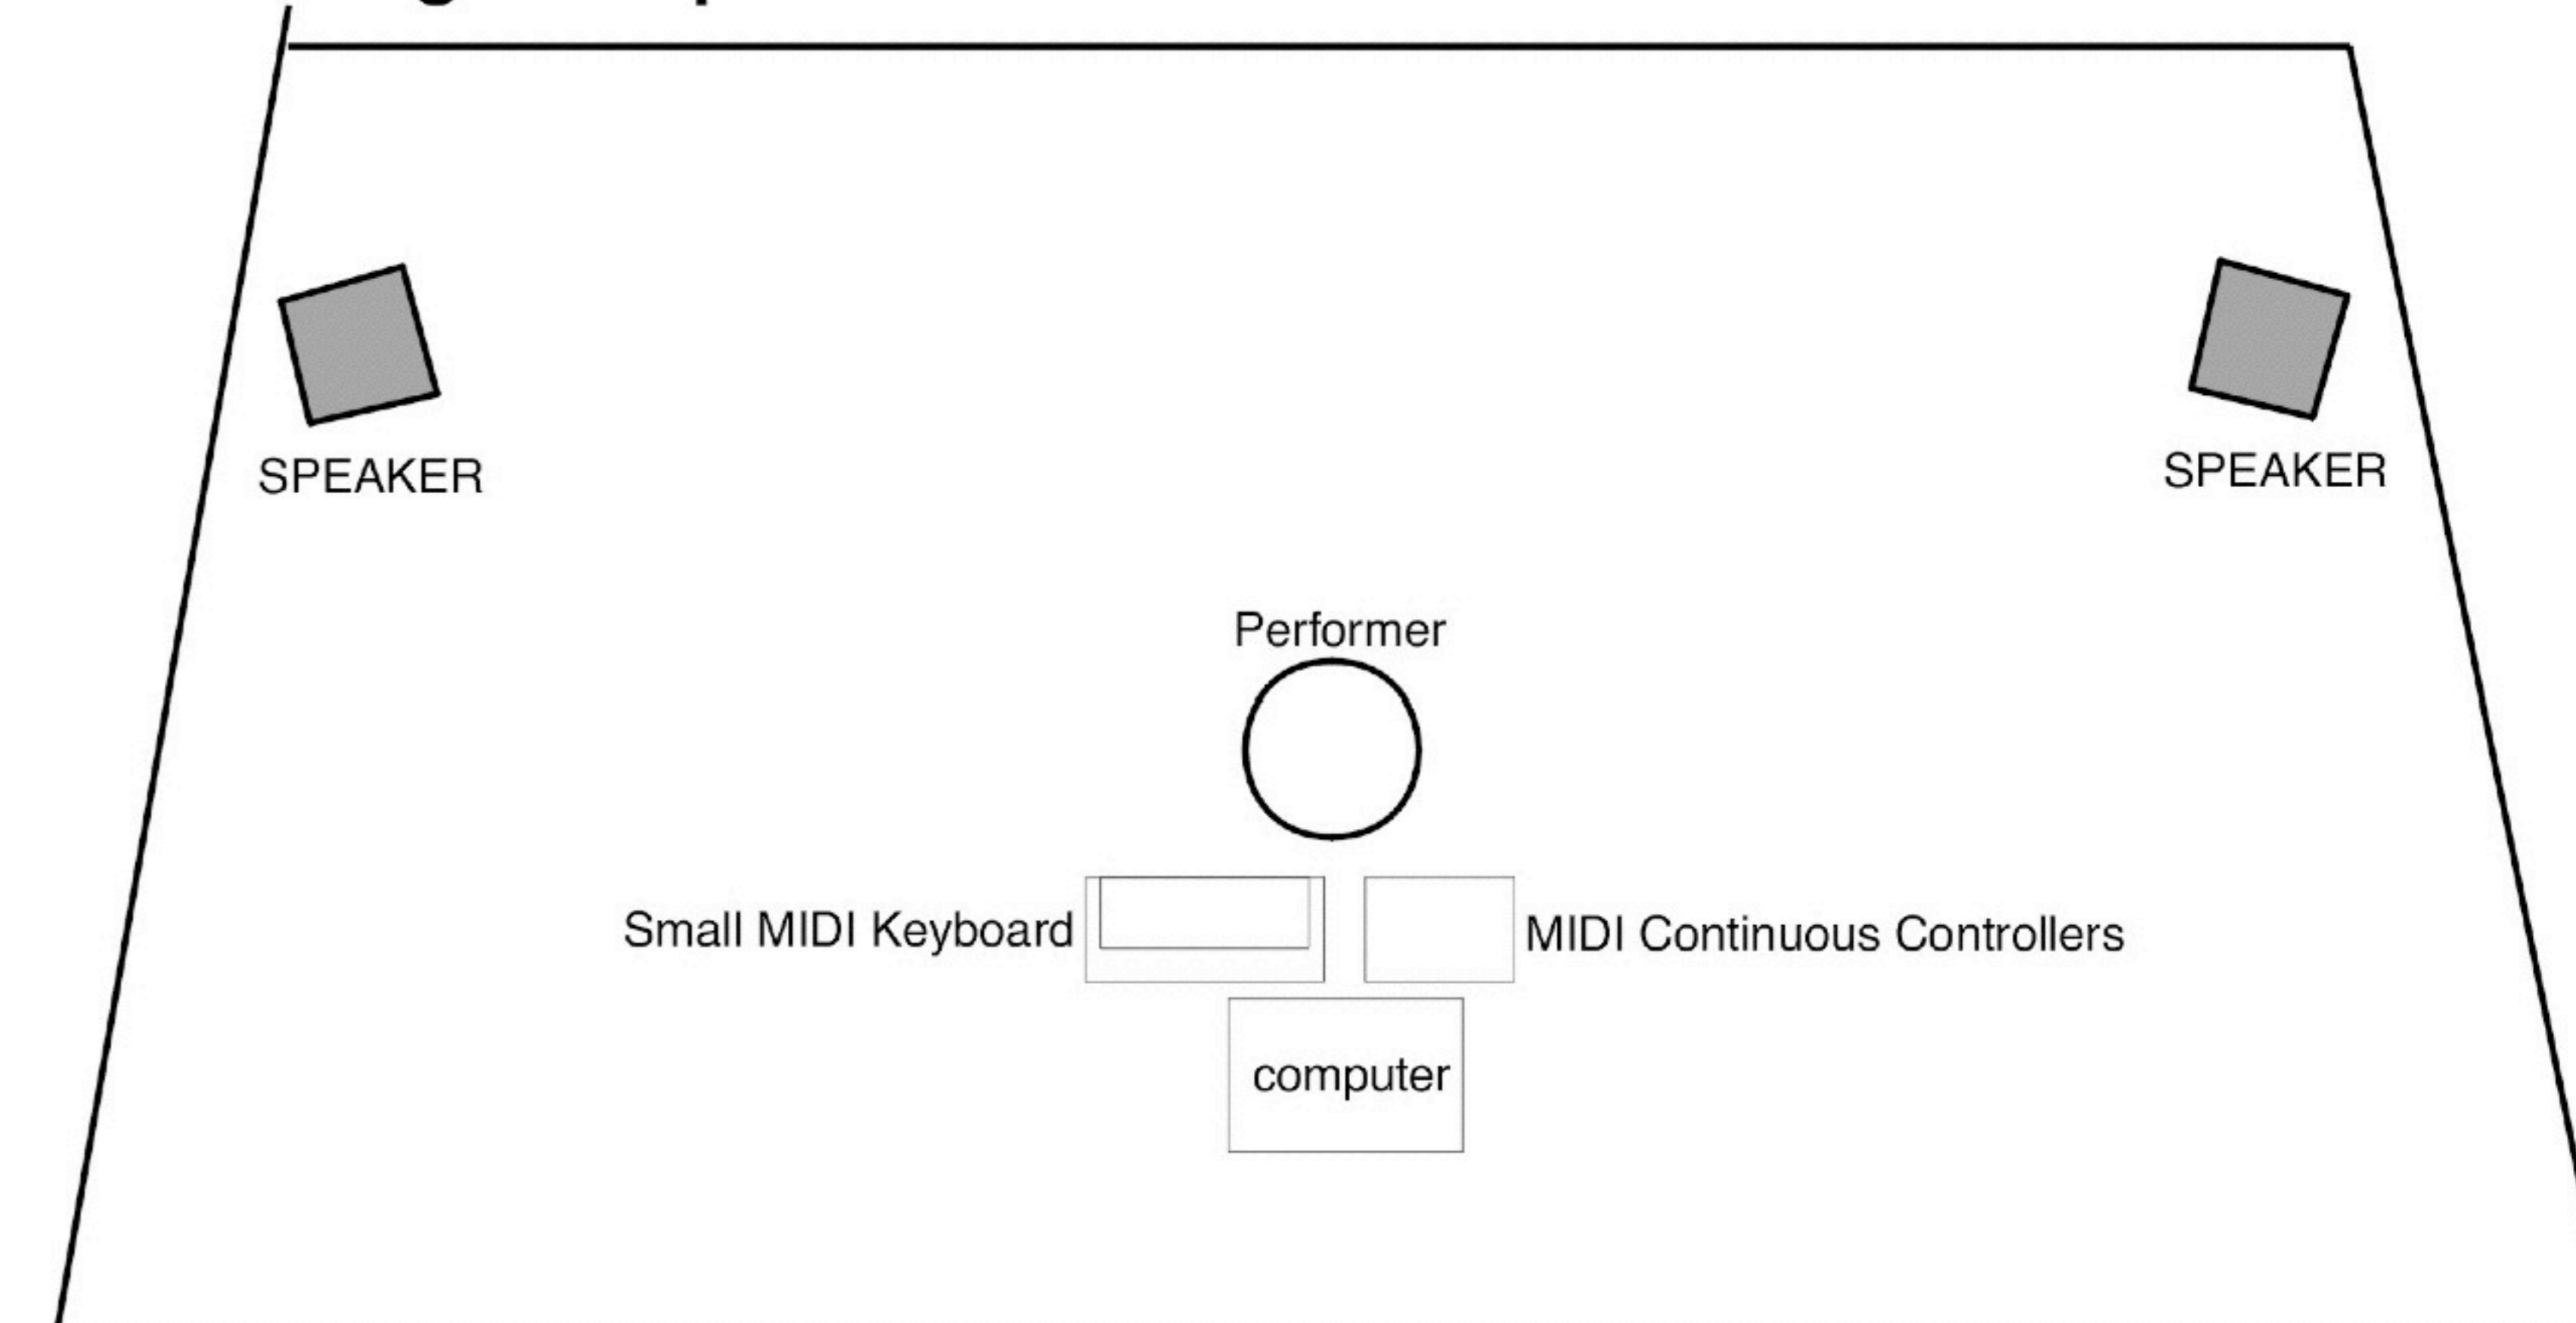 SPEAKER
SPEAKER
Performer
Small MIDI Keyboard
MIDI Continuous Controllers
computer